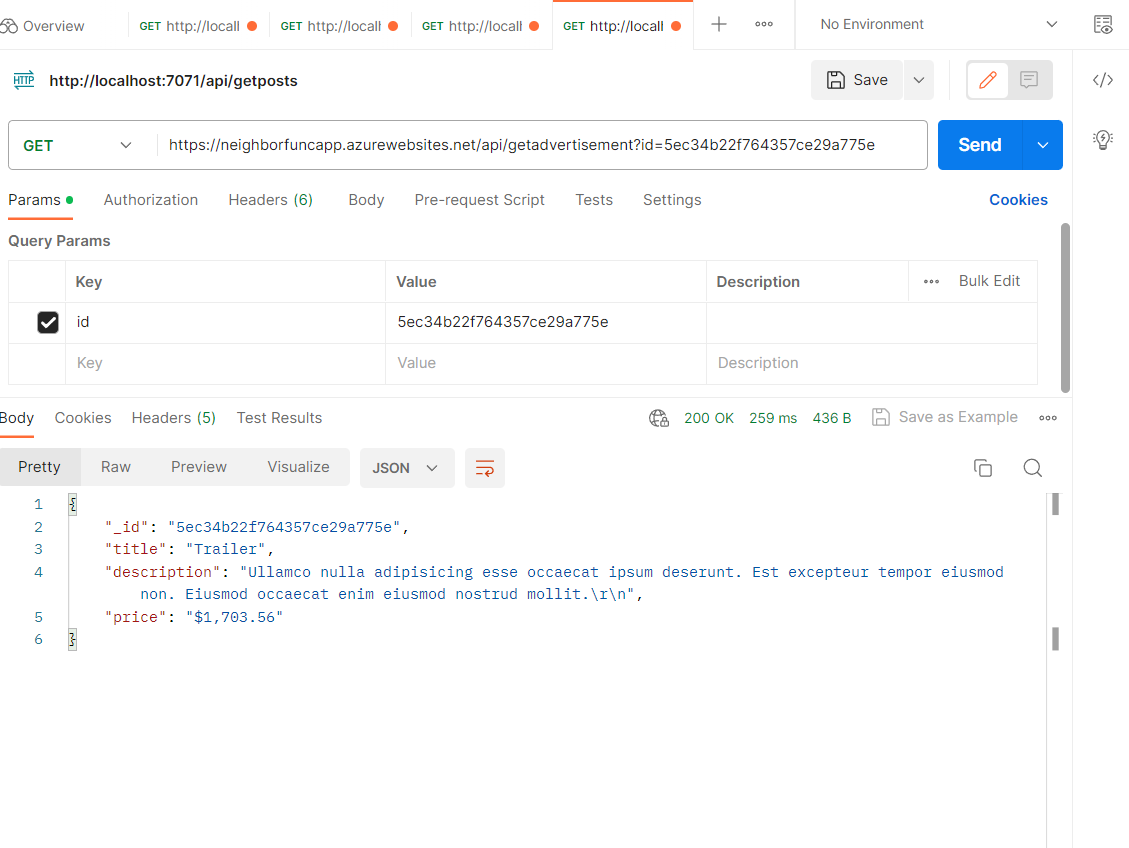 Overview GET http://locall GET http://locall GET http://locall GET http://locall No Environment
HTTP http://localhost:7071/api/getposts Save
GET https://neighborfuncapp.azurewebsites.net/api/getadvertisement?id=5ec34b22f764357ce29a775e Send
Params Authorization Headers (6) Body Pre-request Script Tests Settings Cookies
Query Params
Key Value Description Bulk Edit
id 5ec34b22f764357ce29a775e
Key Value Description
Body Cookies Headers (5) Test Results 200 OK 259 ms 436 B Save as Example
Pretty Raw Preview Visualize JSON
1 {
2 "_id": "5ec34b22f764357ce29a775e",
3 "title": "Trailer",
4 "description": "Ullamco nulla adipisicing esse occaecat ipsum deserunt. Est excepteur tempor eiusmod
non. Eiusmod occaecat enim eiusmod nostrud mollit.\r\n",
5 "price": "$1,703.56"
6 }